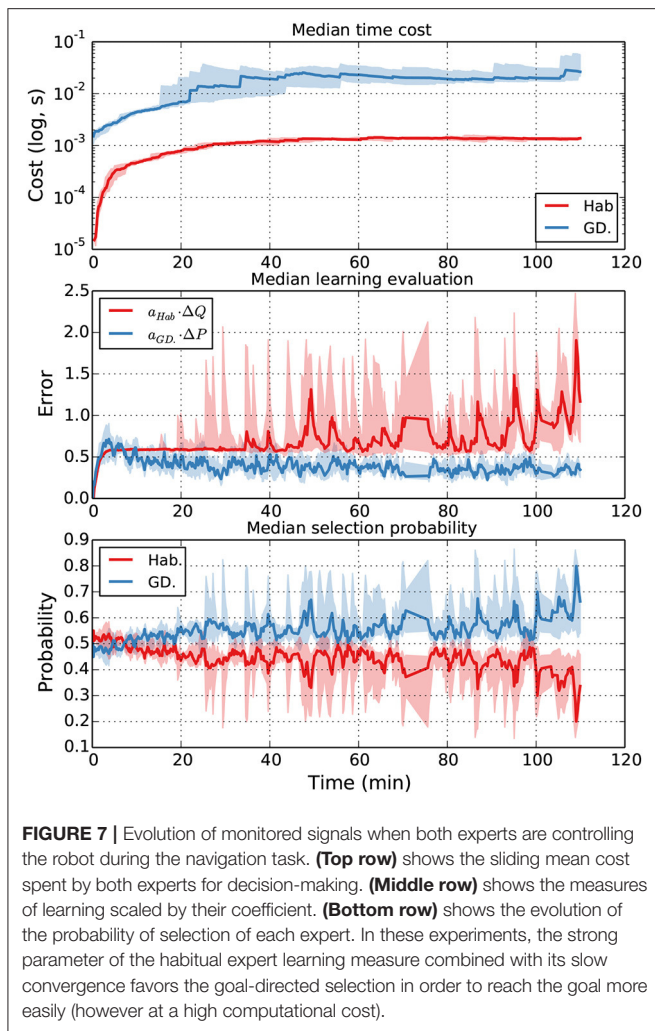 Median time cost
10⁻¹
10⁻²
10⁻³
10⁻⁴
10⁻⁵
Cost (log, s)
Hab
GD.
0 20 40 60 80 100 120
Median learning evaluation
2.5
2.0
1.5
1.0
0.5
0.0
Error
a_Hab·ΔQ
a_GD.·ΔP
0 20 40 60 80 100 120
Median selection probability
0.9
0.8
0.7
0.6
0.5
0.4
0.3
0.2
0.1
Probability
Hab.
GD.
0 20 40 60 80 100 120
Time (min)
FIGURE 7 | Evolution of monitored signals when both experts are controlling
the robot during the navigation task. (Top row) shows the sliding mean cost
spent by both experts for decision-making. (Middle row) shows the measures
of learning scaled by their coefficient. (Bottom row) shows the evolution of
the probability of selection of each expert. In these experiments, the strong
parameter of the habitual expert learning measure combined with its slow
convergence favors the goal-directed selection in order to reach the goal more
easily (however at a high computational cost).